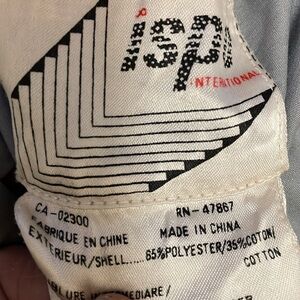 isp
INTERNATIONAL
CA-02300
RN-47867
FABRIQUE EN CHINE
MADE IN CHINA
EXTERIEUR/SHELL.... 65%POLYESTER/35%COTON/
COTTON